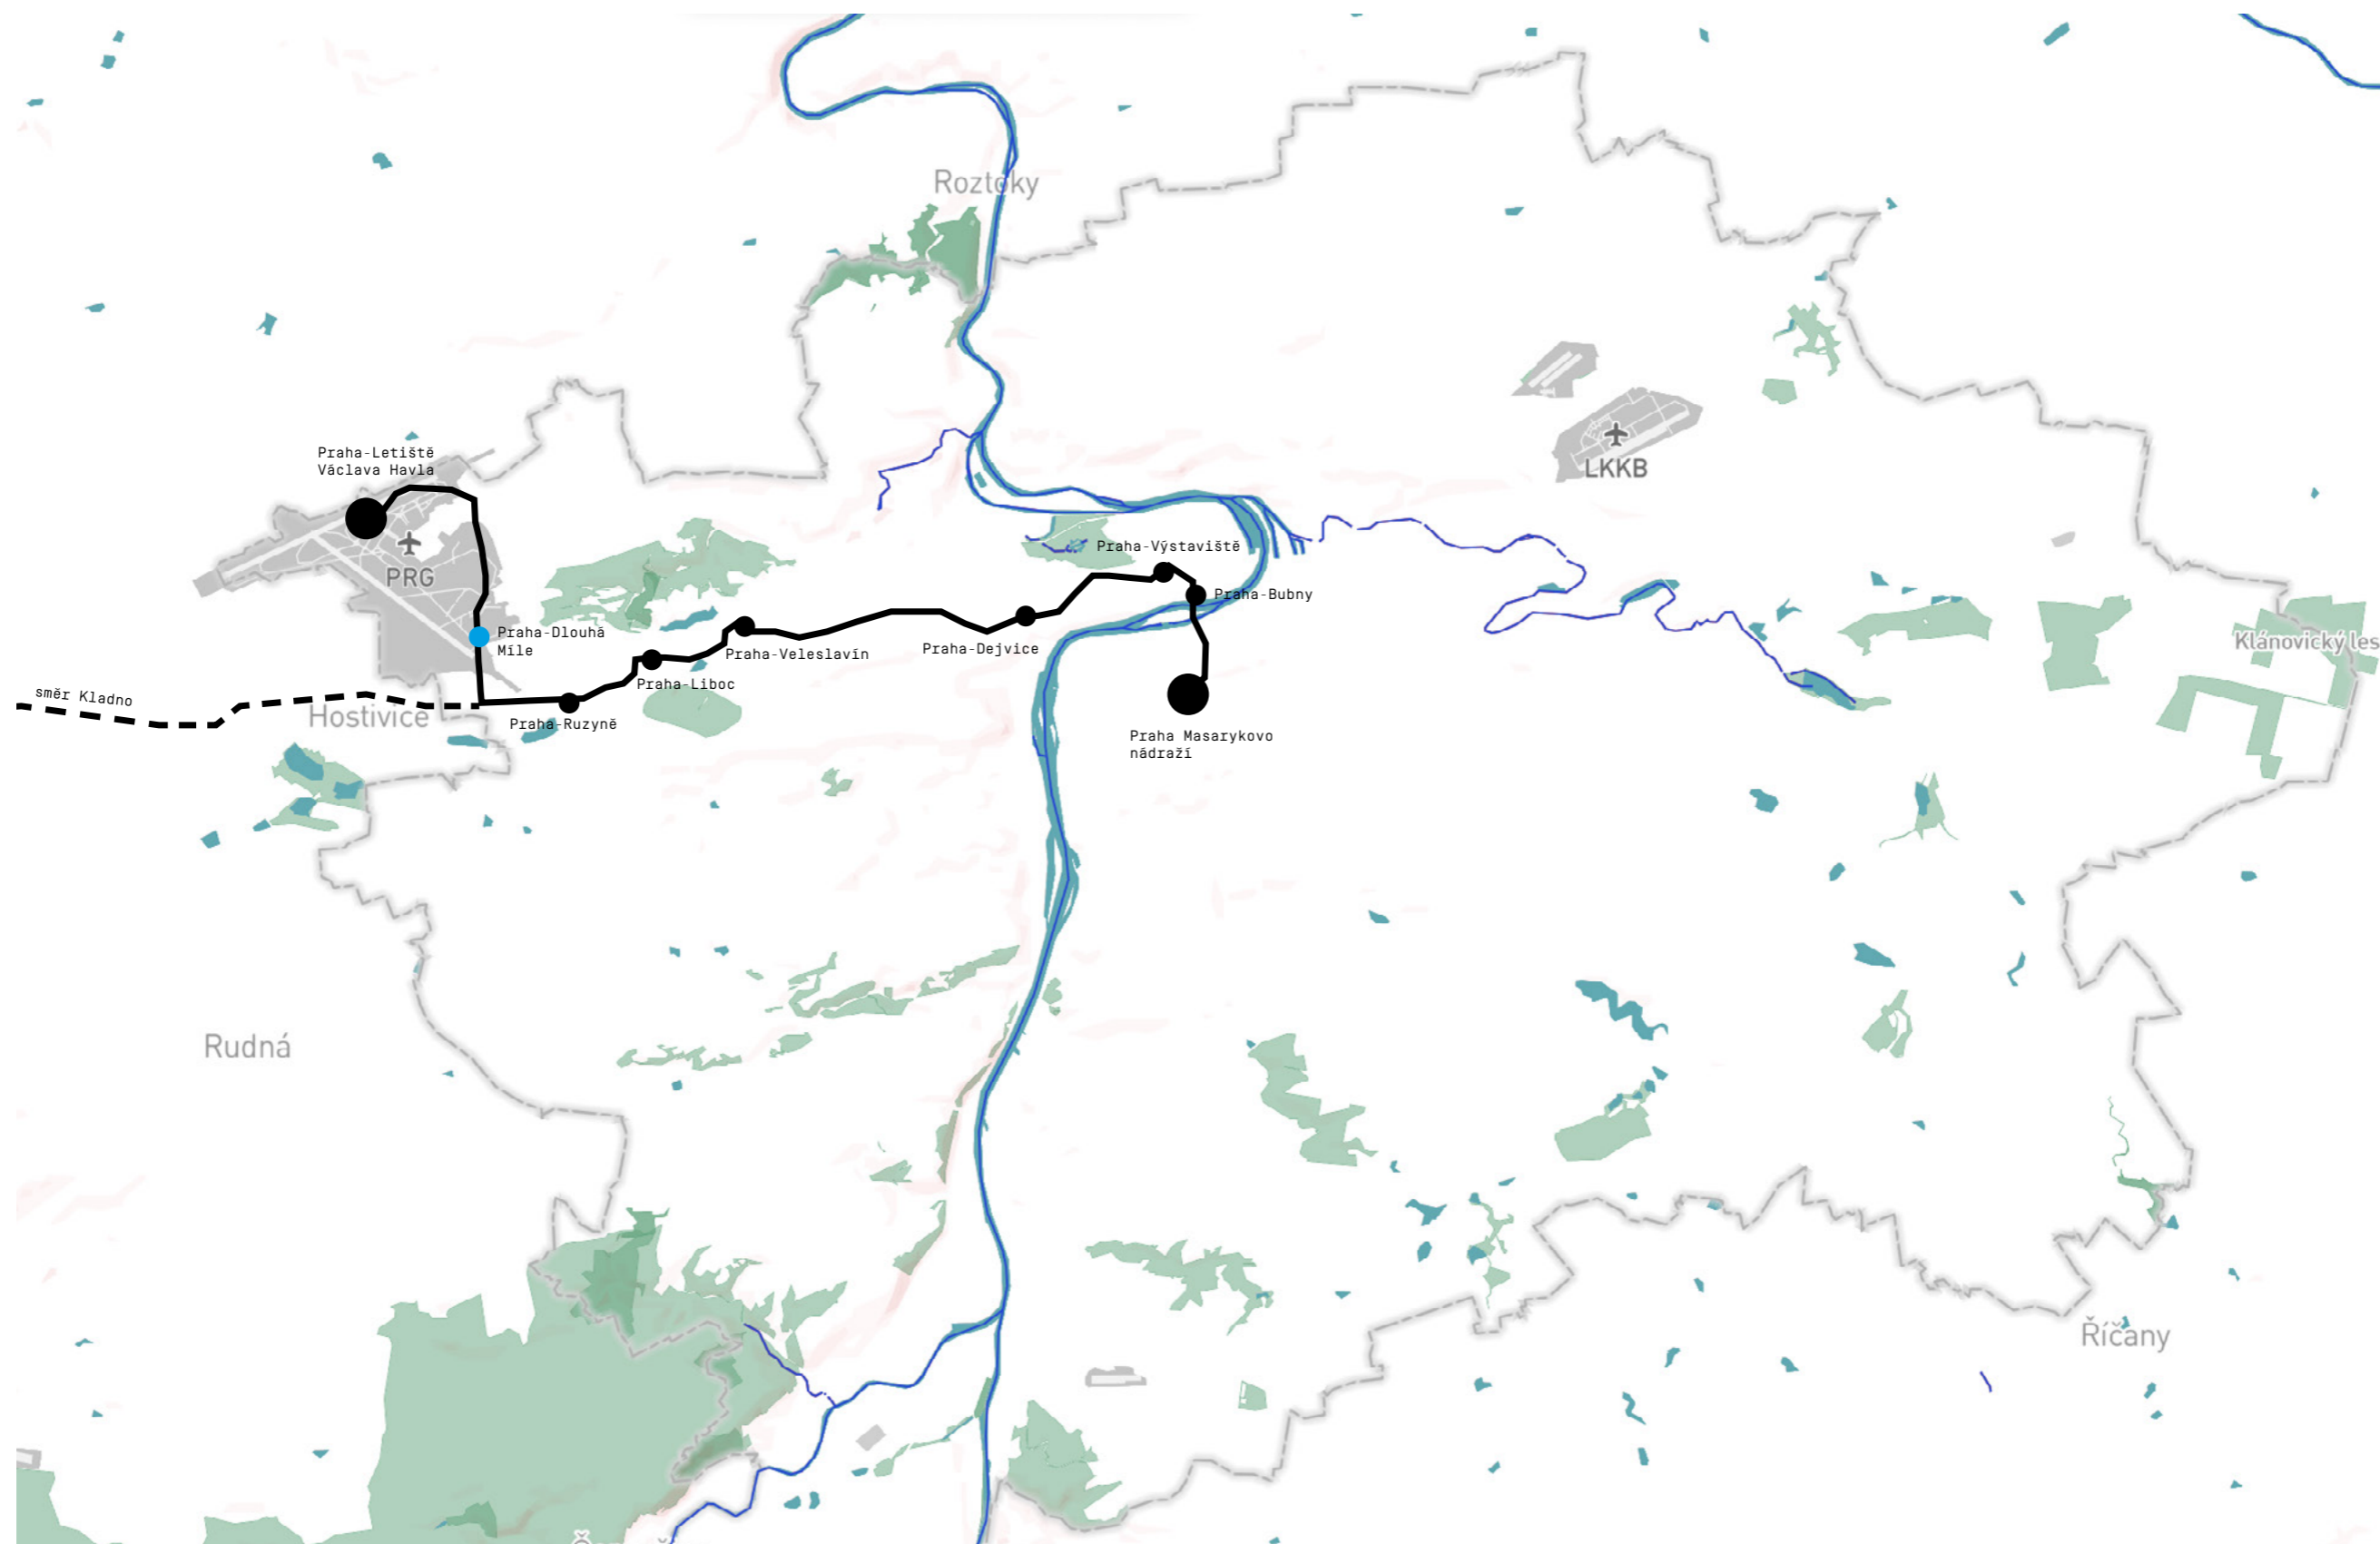 Roztoky
Praha-Letiště
Václava Havla
LKKB
PRG
Praha-Výstaviště
Praha-Bubny
Praha-Dlouhá
Míle
Praha-Veleslavín
Praha-Dejvice
Klánovický les
Praha-Liboc
směr Kladno
Hostivice
Praha-Ruzyně
Praha Masarykovo
nádraží
Rudná
Říčany